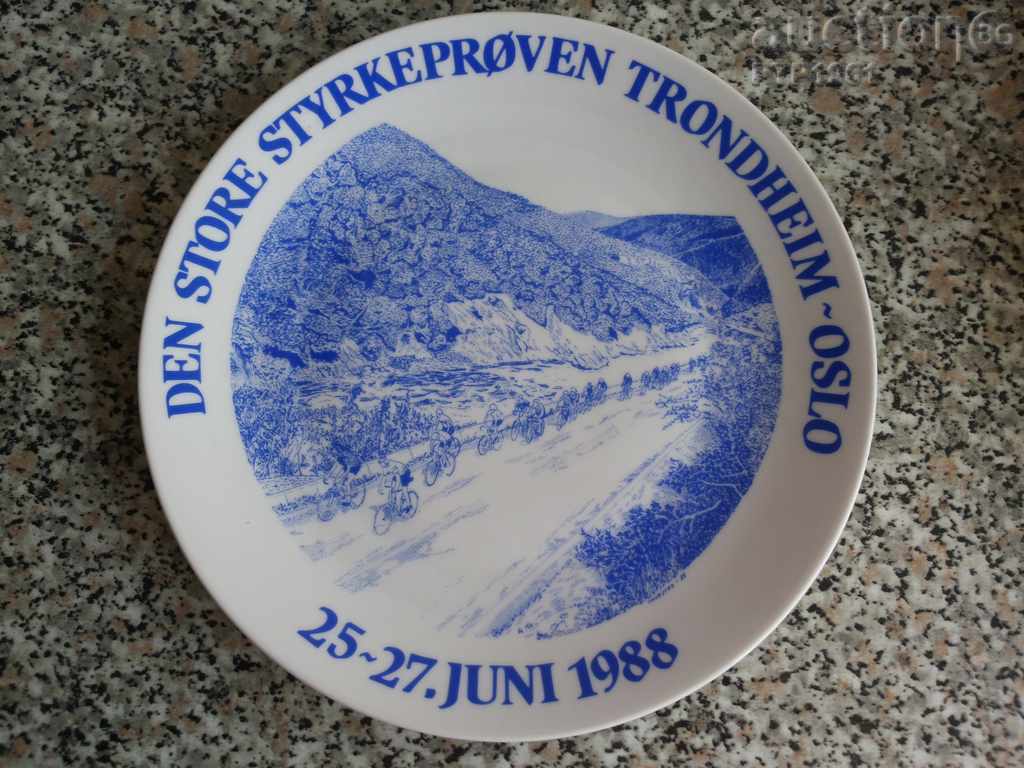 DEN STORE STYRKEPRØVEN TRONDHEIM ~ OSLO
25~27. JUNI 1988